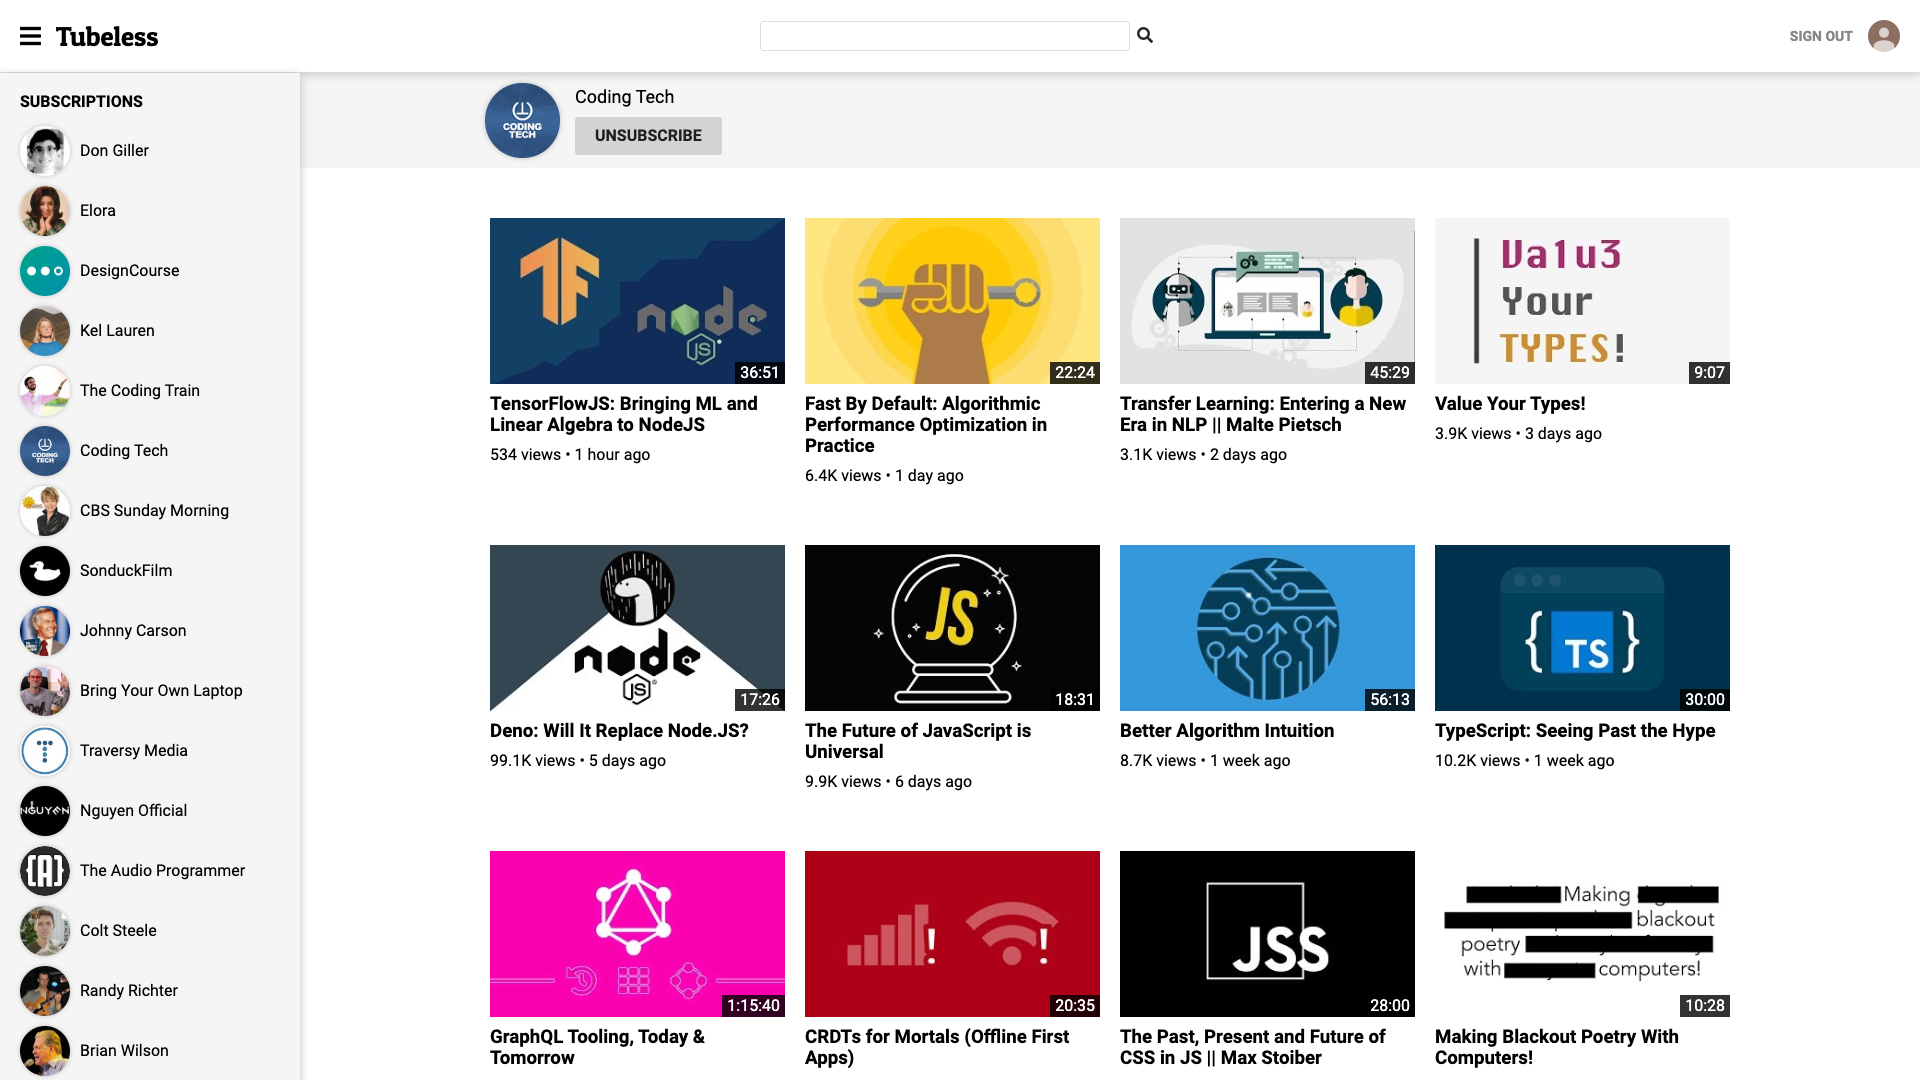 Tubeless
SIGN OUT
SUBSCRIPTIONS
Don Giller
Elora
DesignCourse
Kel Lauren
The Coding Train
Coding Tech
CBS Sunday Morning
SonduckFilm
Johnny Carson
Bring Your Own Laptop
Traversy Media
Nguyen Official
The Audio Programmer
Colt Steele
Randy Richter
Brian Wilson
CODING
TECH
CODING
TECH
NGUYEN
[A]
Coding Tech
UNSUBSCRIBE
TF
node
JS
36:51
TensorFlowJS: Bringing ML and
Linear Algebra to NodeJS
534 views • 1 hour ago
22:24
Fast By Default: Algorithmic
Performance Optimization in
Practice
6.4K views • 1 day ago
45:29
Transfer Learning: Entering a New
Era in NLP || Malte Pietsch
3.1K views • 2 days ago
Va1u3
Your
TYPES!
9:07
Value Your Types!
3.9K views • 3 days ago
node
JS
17:26
Deno: Will It Replace Node.JS?
99.1K views • 5 days ago
JS
18:31
The Future of JavaScript is
Universal
9.9K views • 6 days ago
56:13
Better Algorithm Intuition
8.7K views • 1 week ago
{TS}
30:00
TypeScript: Seeing Past the Hype
10.2K views • 1 week ago
1:15:40
GraphQL Tooling, Today &
Tomorrow
! !
20:35
CRDTs for Mortals (Offline First
Apps)
JSS
28:00
The Past, Present and Future of
CSS in JS || Max Stoiber
Making
blackout
poetry
with computers!
10:28
Making Blackout Poetry With
Computers!